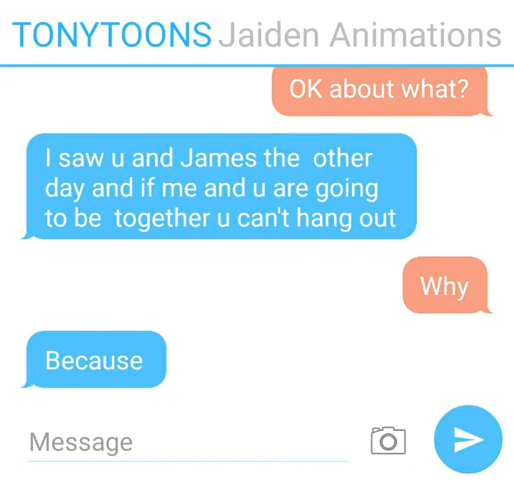 TONYTOONS Jaiden Animations
OK about what?
I saw u and James the other
day and if me and u are going
to be together u can't hang out
Why
Because
Message